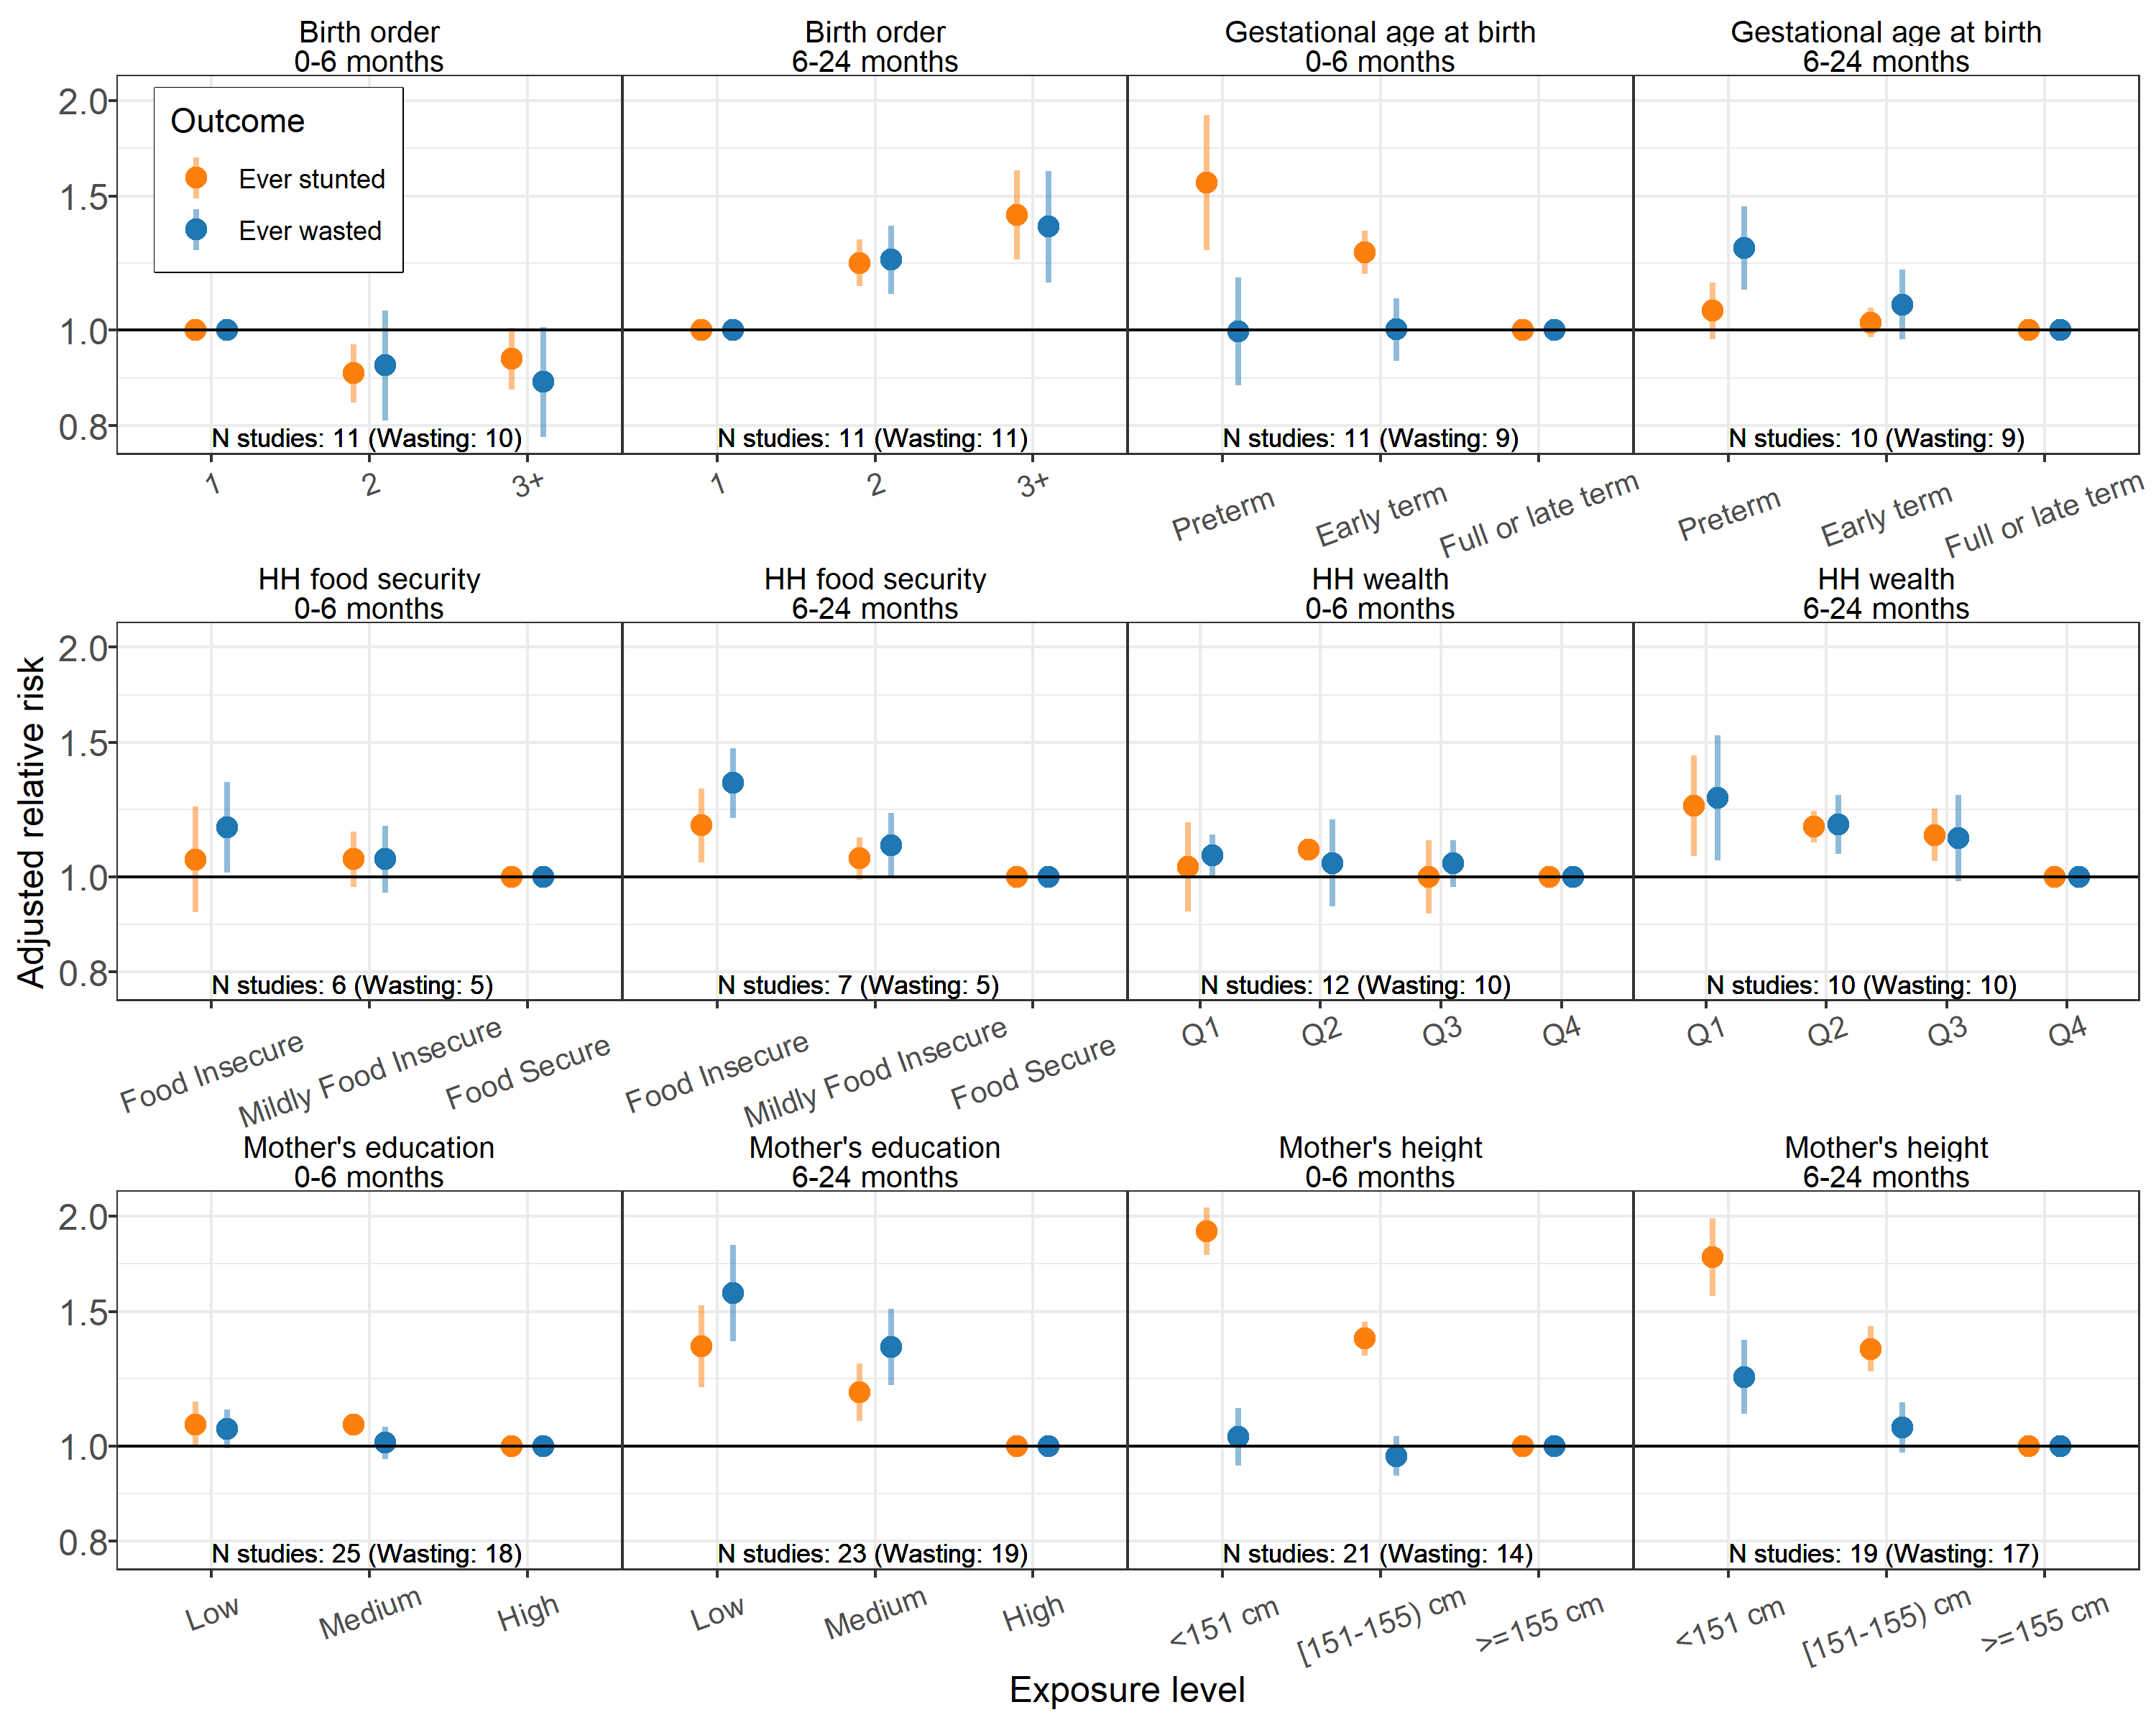 Birth order
0-6 months
Birth order
6-24 months
Gestational age at birth
0-6 months
Gestational age at birth
6-24 months
2.0
1.5
1.0
0.8
Outcome
Ever stunted
Ever wasted
N studies: 11 (Wasting: 10)
N studies: 11 (Wasting: 11)
N studies: 11 (Wasting: 9)
N studies: 10 (Wasting: 9)
1
2
3+
1
2
3+
Preterm
Early term
Full or late term
Preterm
Early term
Full or late term
HH food security
0-6 months
HH food security
6-24 months
HH wealth
0-6 months
HH wealth
6-24 months
Adjusted relative risk
2.0
1.5
1.0
0.8
N studies: 6 (Wasting: 5)
N studies: 7 (Wasting: 5)
N studies: 12 (Wasting: 10)
N studies: 10 (Wasting: 10)
Food Insecure
Mildly Food Insecure
Food Secure
Food Insecure
Mildly Food Insecure
Food Secure
Q1
Q2
Q3
Q4
Q1
Q2
Q3
Q4
Mother's education
0-6 months
Mother's education
6-24 months
Mother's height
0-6 months
Mother's height
6-24 months
2.0
1.5
1.0
0.8
N studies: 25 (Wasting: 18)
N studies: 23 (Wasting: 19)
N studies: 21 (Wasting: 14)
N studies: 19 (Wasting: 17)
Low
Medium
High
Low
Medium
High
<151 cm
[151-155) cm
>=155 cm
<151 cm
[151-155) cm
>=155 cm
Exposure level